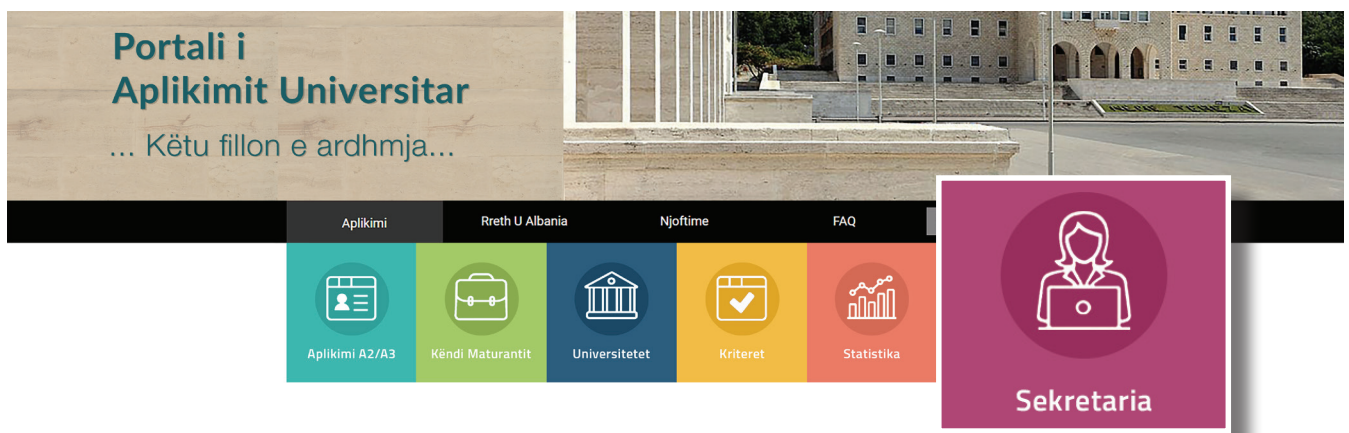 Portali i
Aplikimit Universitar
... Këtu fillon e ardhmja...
Aplikimi
Rreth U Albania
Njoftime
FAQ
Aplikimi A2/A3
Këndi Maturantit
Universitetet
Kriteret
Statistika
Sekretaria